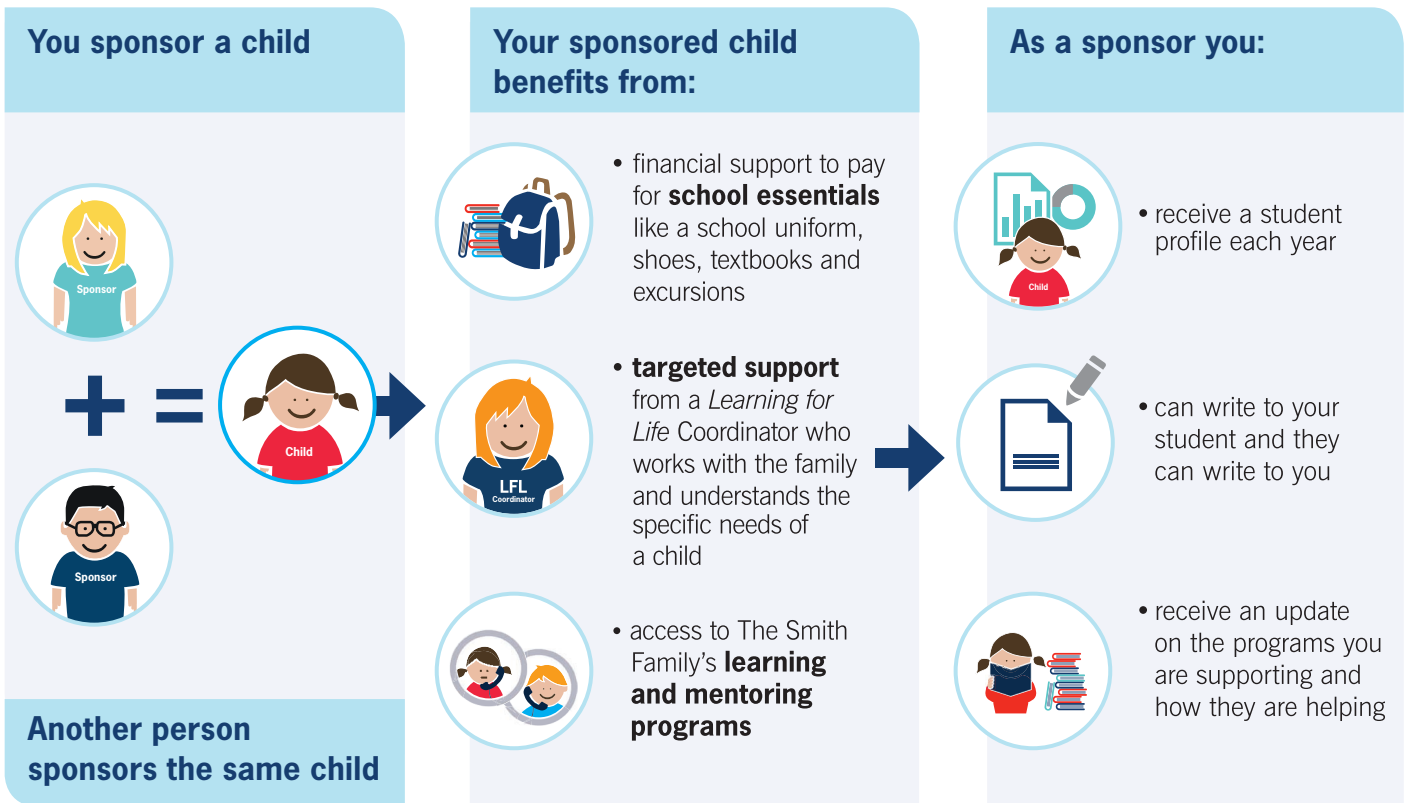 You sponsor a child
Sponsor
+ =
Child
Sponsor
Another person
sponsors the same child
Your sponsored child
benefits from:
• financial support to pay
for school essentials
like a school uniform,
shoes, textbooks and
excursions
LFL
Coordinator
• targeted support
from a Learning for
Life Coordinator who
works with the family
and understands the
specific needs of
a child
• access to The Smith
Family’s learning
and mentoring
programs
As a sponsor you:
Child
• receive a student
profile each year
• can write to your
student and they
can write to you
• receive an update
on the programs you
are supporting and
how they are helping